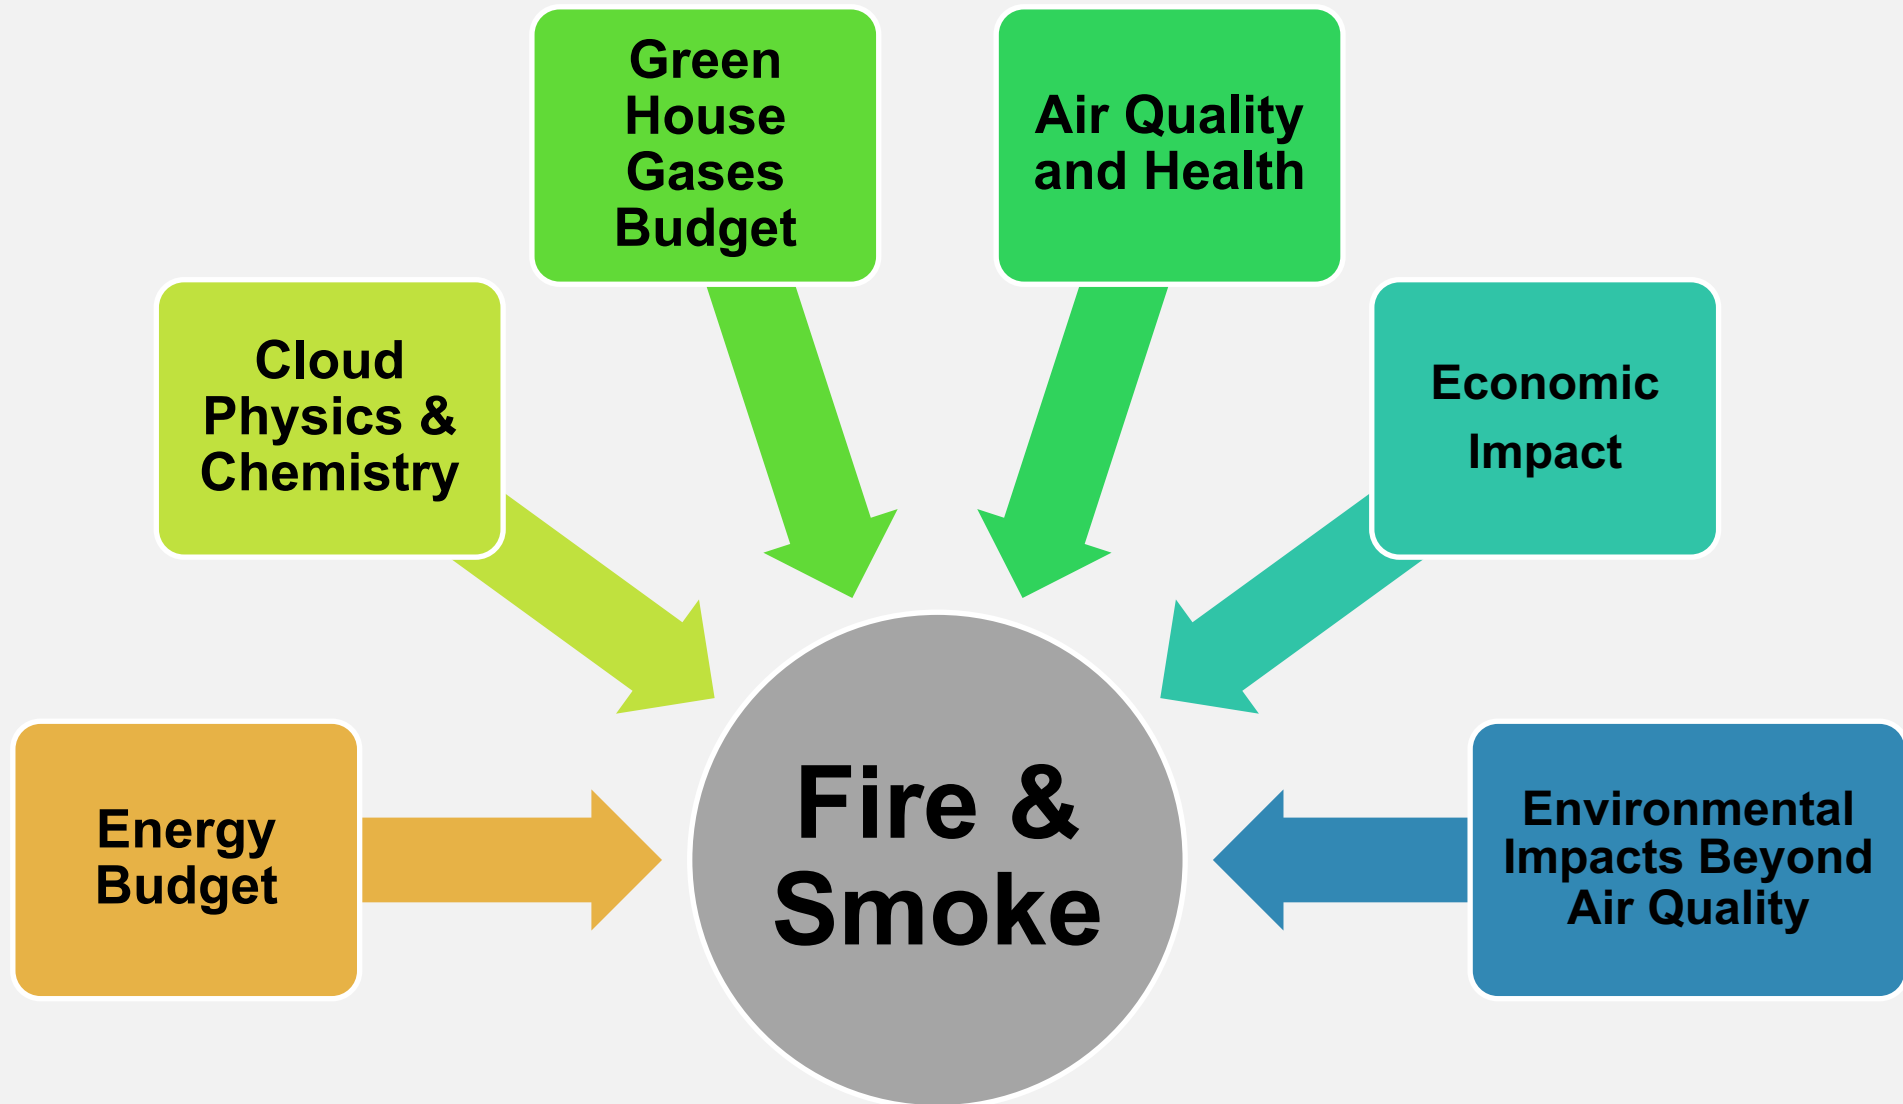 Green
House
Gases
Budget
Air Quality
and Health
Cloud
Physics &
Chemistry
Economic
Impact
Energy
Budget
Fire &
Smoke
Environmental
Impacts Beyond
Air Quality